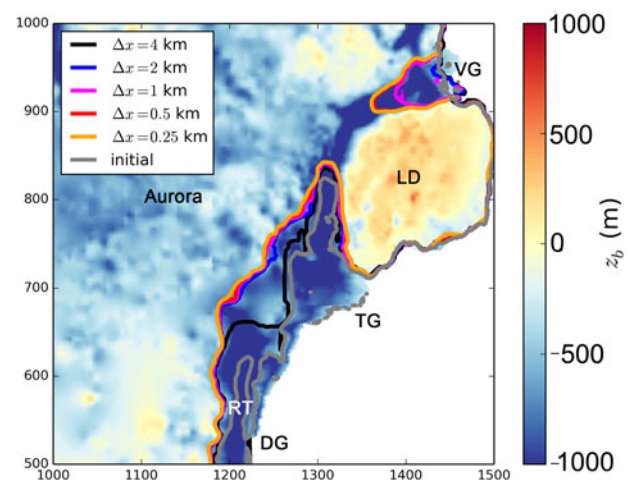 1000
900
800
700
600
500
1000 1100 1200 1300 1400 1500
Δx = 4 km
Δx = 2 km
Δx = 1 km
Δx = 0.5 km
Δx = 0.25 km
initial
Aurora
VG
LD
TG
RT
DG
1000
500
0
−500
−1000
z_b (m)